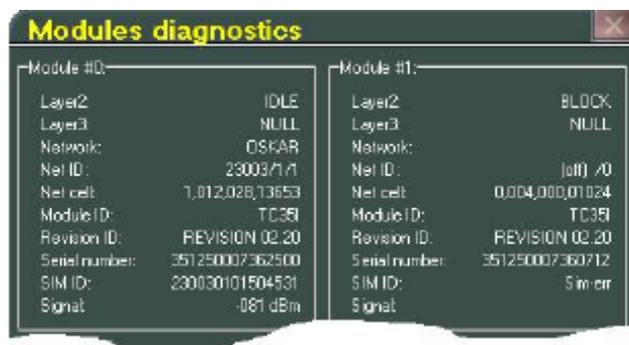 Modules diagnostics
Module #0:
Layer2: IDLE
Layer3: NULL
Network: OSKAR
Net ID: 23003/1/1
Net cell: 1,012,028,13653
Module ID: TC35I
Revision ID: REVISION 02.20
Serial number: 351250007362500
SIM ID: 230030101504531
Signal: -081 dBm
Module #1:
Layer2: BLOCK
Layer3: NULL
Network:
Net ID: (off) /0
Net cell: 0,004,000,01024
Module ID: TC35I
Revision ID: REVISION 02.20
Serial number: 351250007360712
SIM ID: Sim-err
Signal: